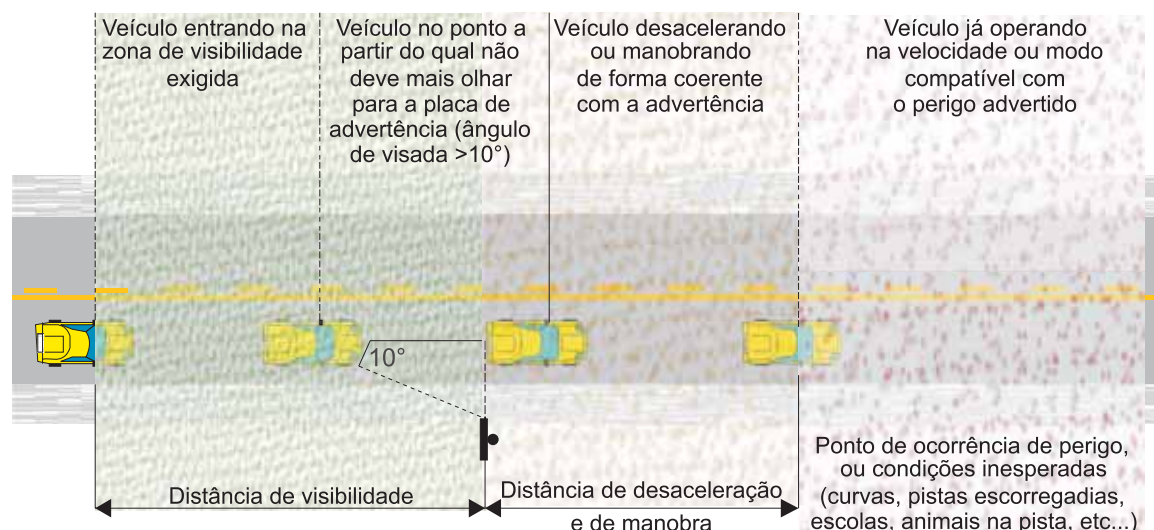 Veículo entrando na
zona de visibilidade
exigida
Veículo no ponto a
partir do qual não
deve mais olhar
para a placa de
advertência (ângulo
de visada >10°)
Veículo desacelerando
ou manobrando
de forma coerente
com a advertência
Veículo já operando
na velocidade ou modo
compatível com
o perigo advertido
10°
Distância de visibilidade
Distância de desaceleração
e de manobra
Ponto de ocorrência de perigo,
ou condições inesperadas
(curvas, pistas escorregadias,
escolas, animais na pista, etc...)